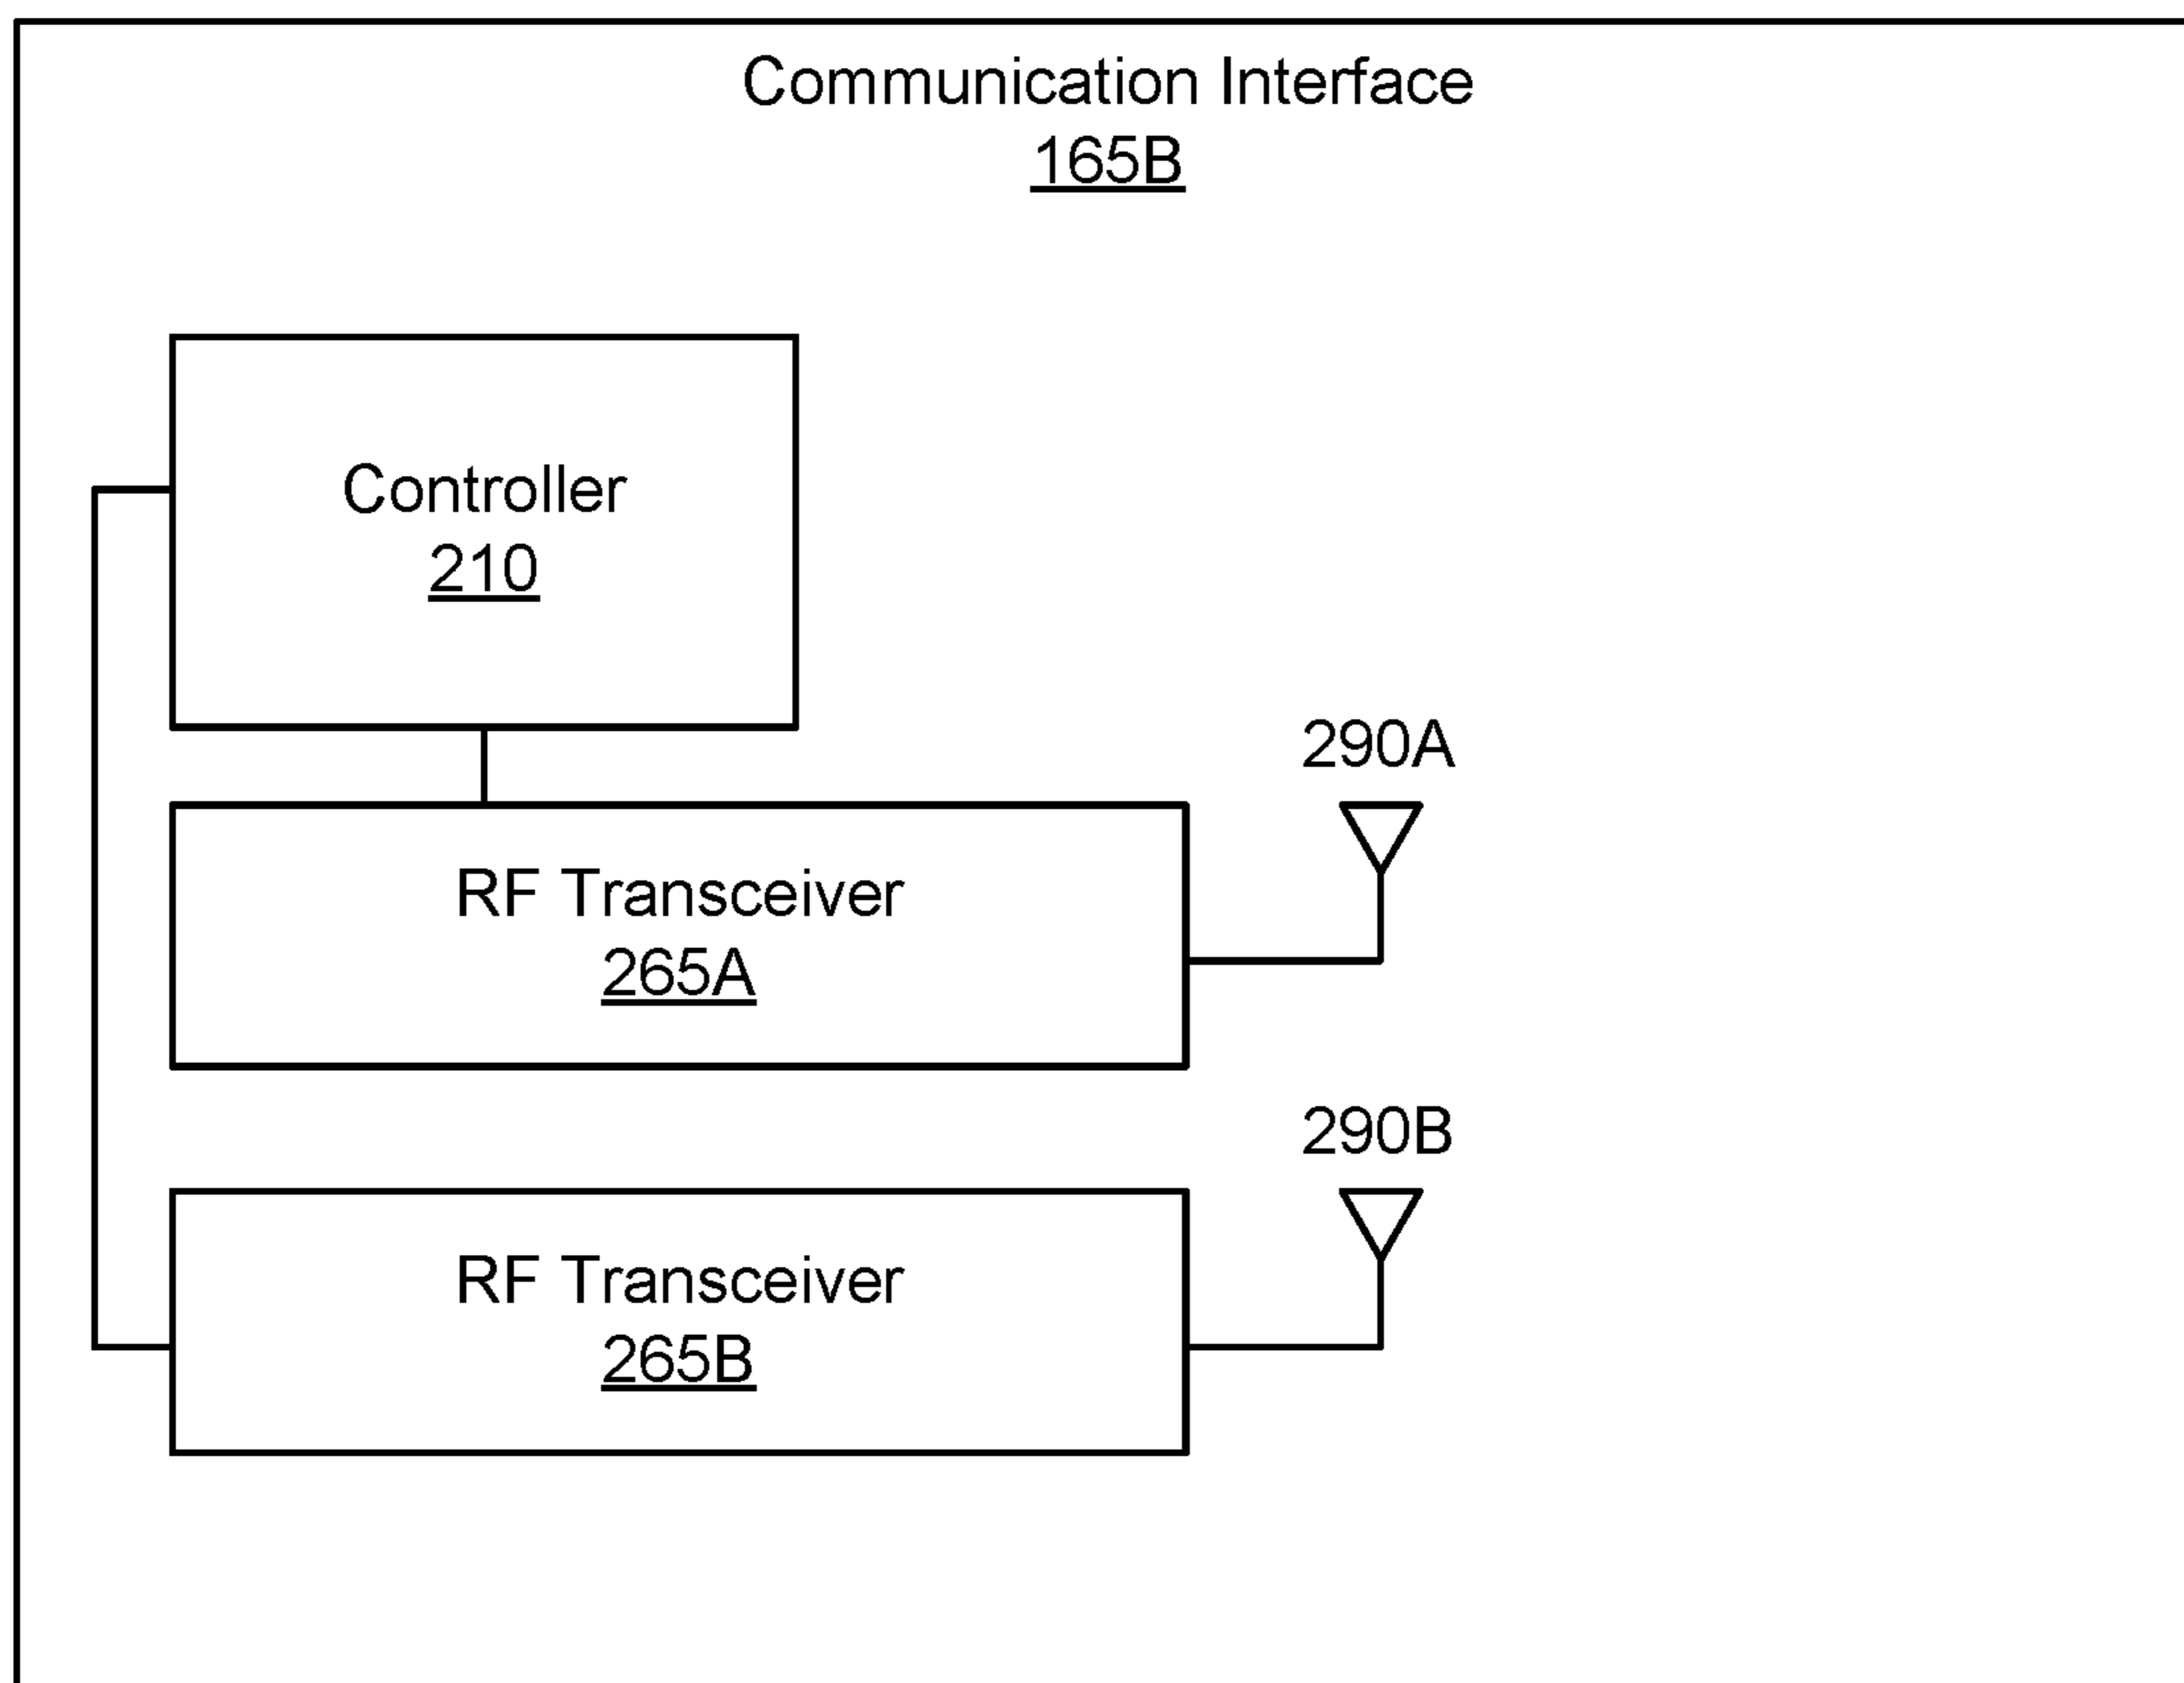 Communication Interface
165B
Controller
210
290A
RF Transceiver
265A
290B
RF Transceiver
265B